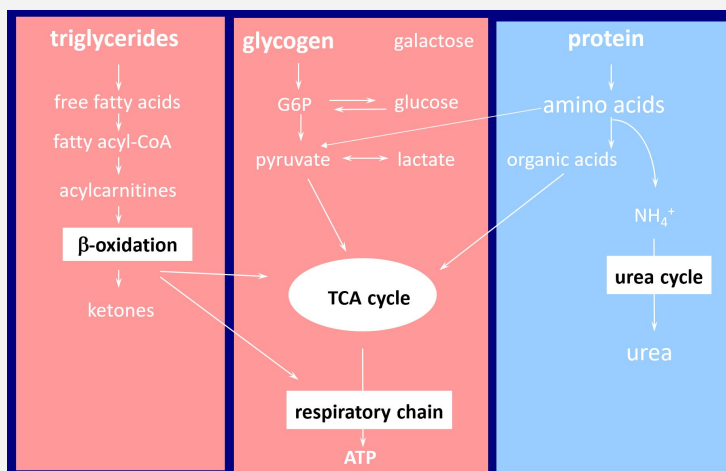 triglycerides
free fatty acids
fatty acyl-CoA
acylcarnitines
β-oxidation
ketones
glycogen
galactose
G6P
glucose
pyruvate
lactate
TCA cycle
respiratory chain
ATP
protein
amino acids
organic acids
NH₄⁺
urea cycle
urea